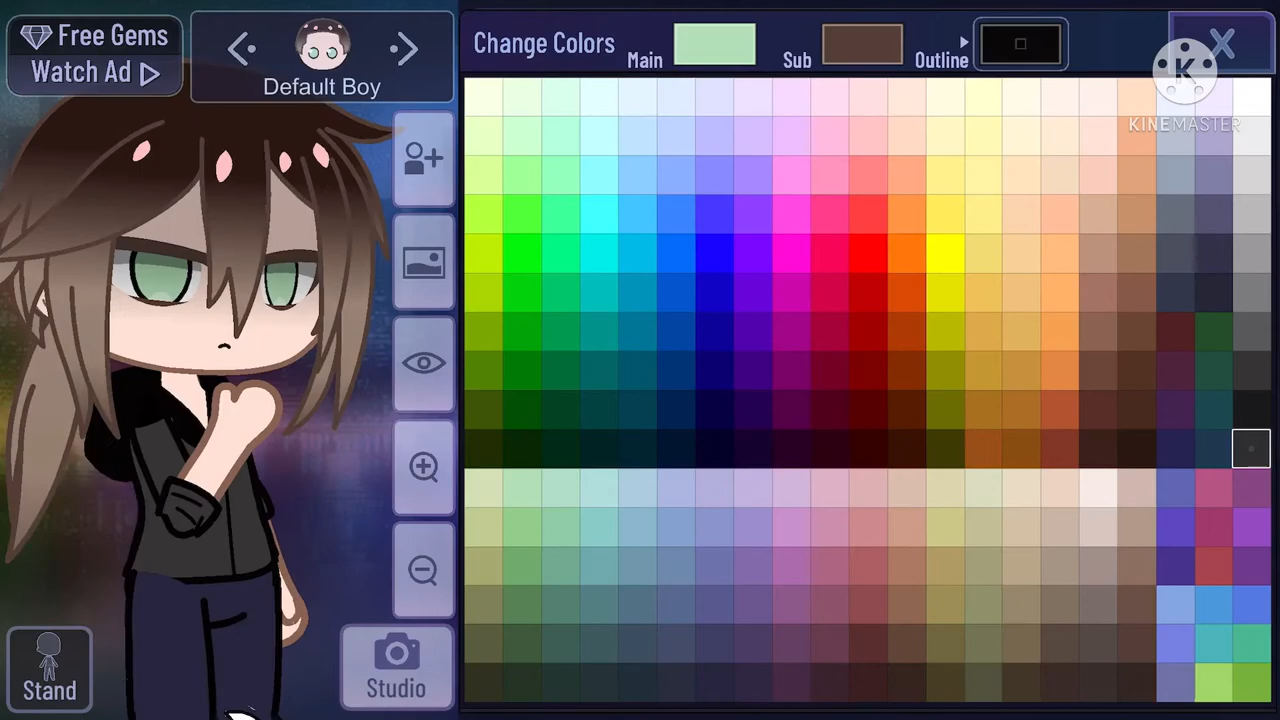 Free Gems
Watch Ad
Default Boy
Change Colors
Main
Sub
Outline
X
K
KINEMASTER
Stand
Studio